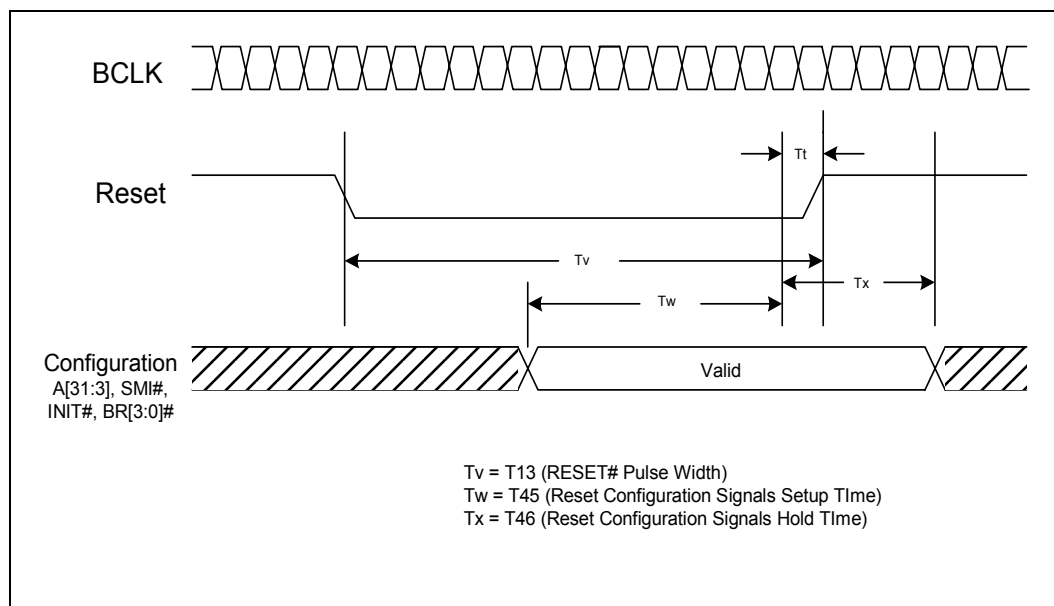 BCLK
Tt
Reset
Tv
Tx
Tw
Configuration
A[31:3], SMI#,
INIT#, BR[3:0]#
Valid
Tv = T13 (RESET# Pulse Width)
Tw = T45 (Reset Configuration Signals Setup TIme)
Tx = T46 (Reset Configuration Signals Hold TIme)